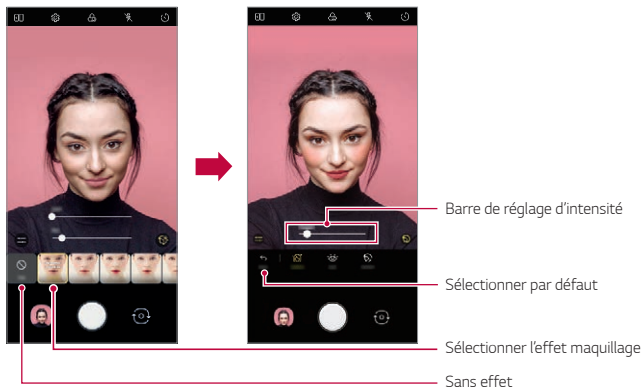 Barre de réglage d'intensité
Sélectionner par défaut
Sélectionner l'effet maquillage
Sans effet